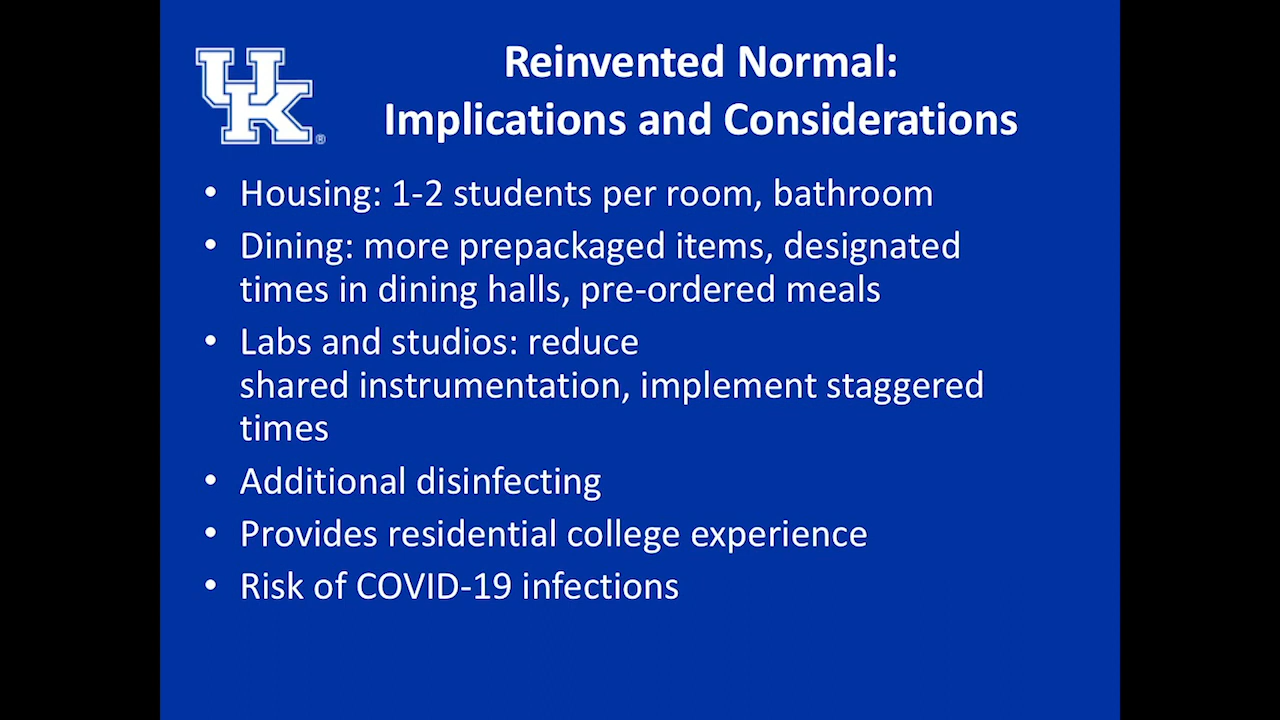 UK®
Reinvented Normal:
Implications and Considerations
• Housing: 1-2 students per room, bathroom
• Dining: more prepackaged items, designated
times in dining halls, pre-ordered meals
• Labs and studios: reduce
shared instrumentation, implement staggered
times
• Additional disinfecting
• Provides residential college experience
• Risk of COVID-19 infections